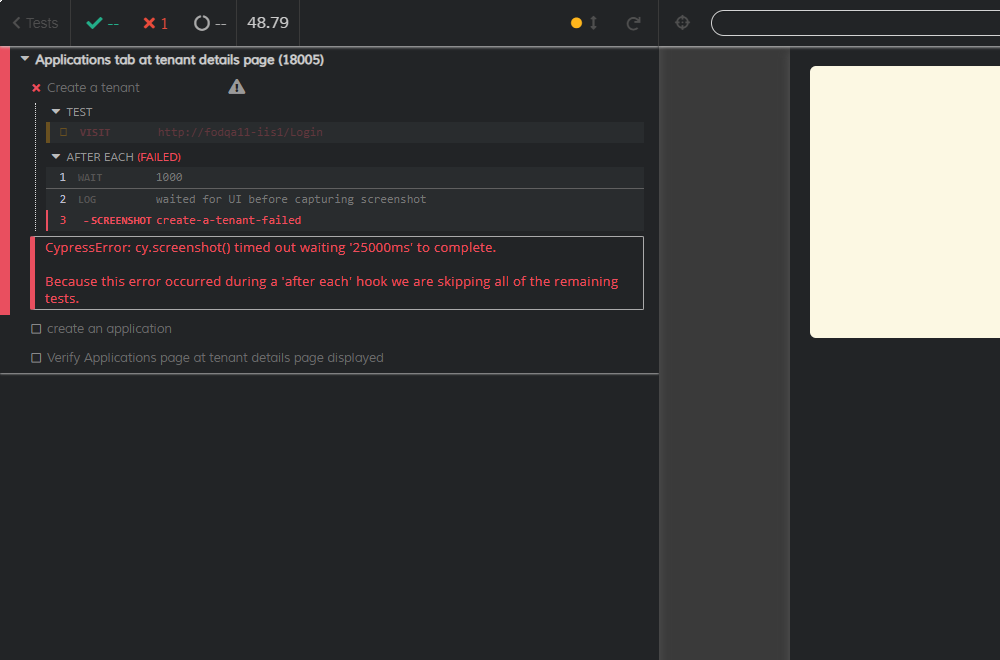 Tests -- 1 -- 48.79
Applications tab at tenant details page (18005)
Create a tenant
TEST
VISIT http://fodqa11-iis1/Login
AFTER EACH (FAILED)
1 WAIT 1000
2 LOG waited for UI before capturing screenshot
3 -SCREENSHOT create-a-tenant-failed
CypressError: cy.screenshot() timed out waiting '25000ms' to complete.
Because this error occurred during a 'after each' hook we are skipping all of the remaining
tests.
create an application
Verify Applications page at tenant details page displayed